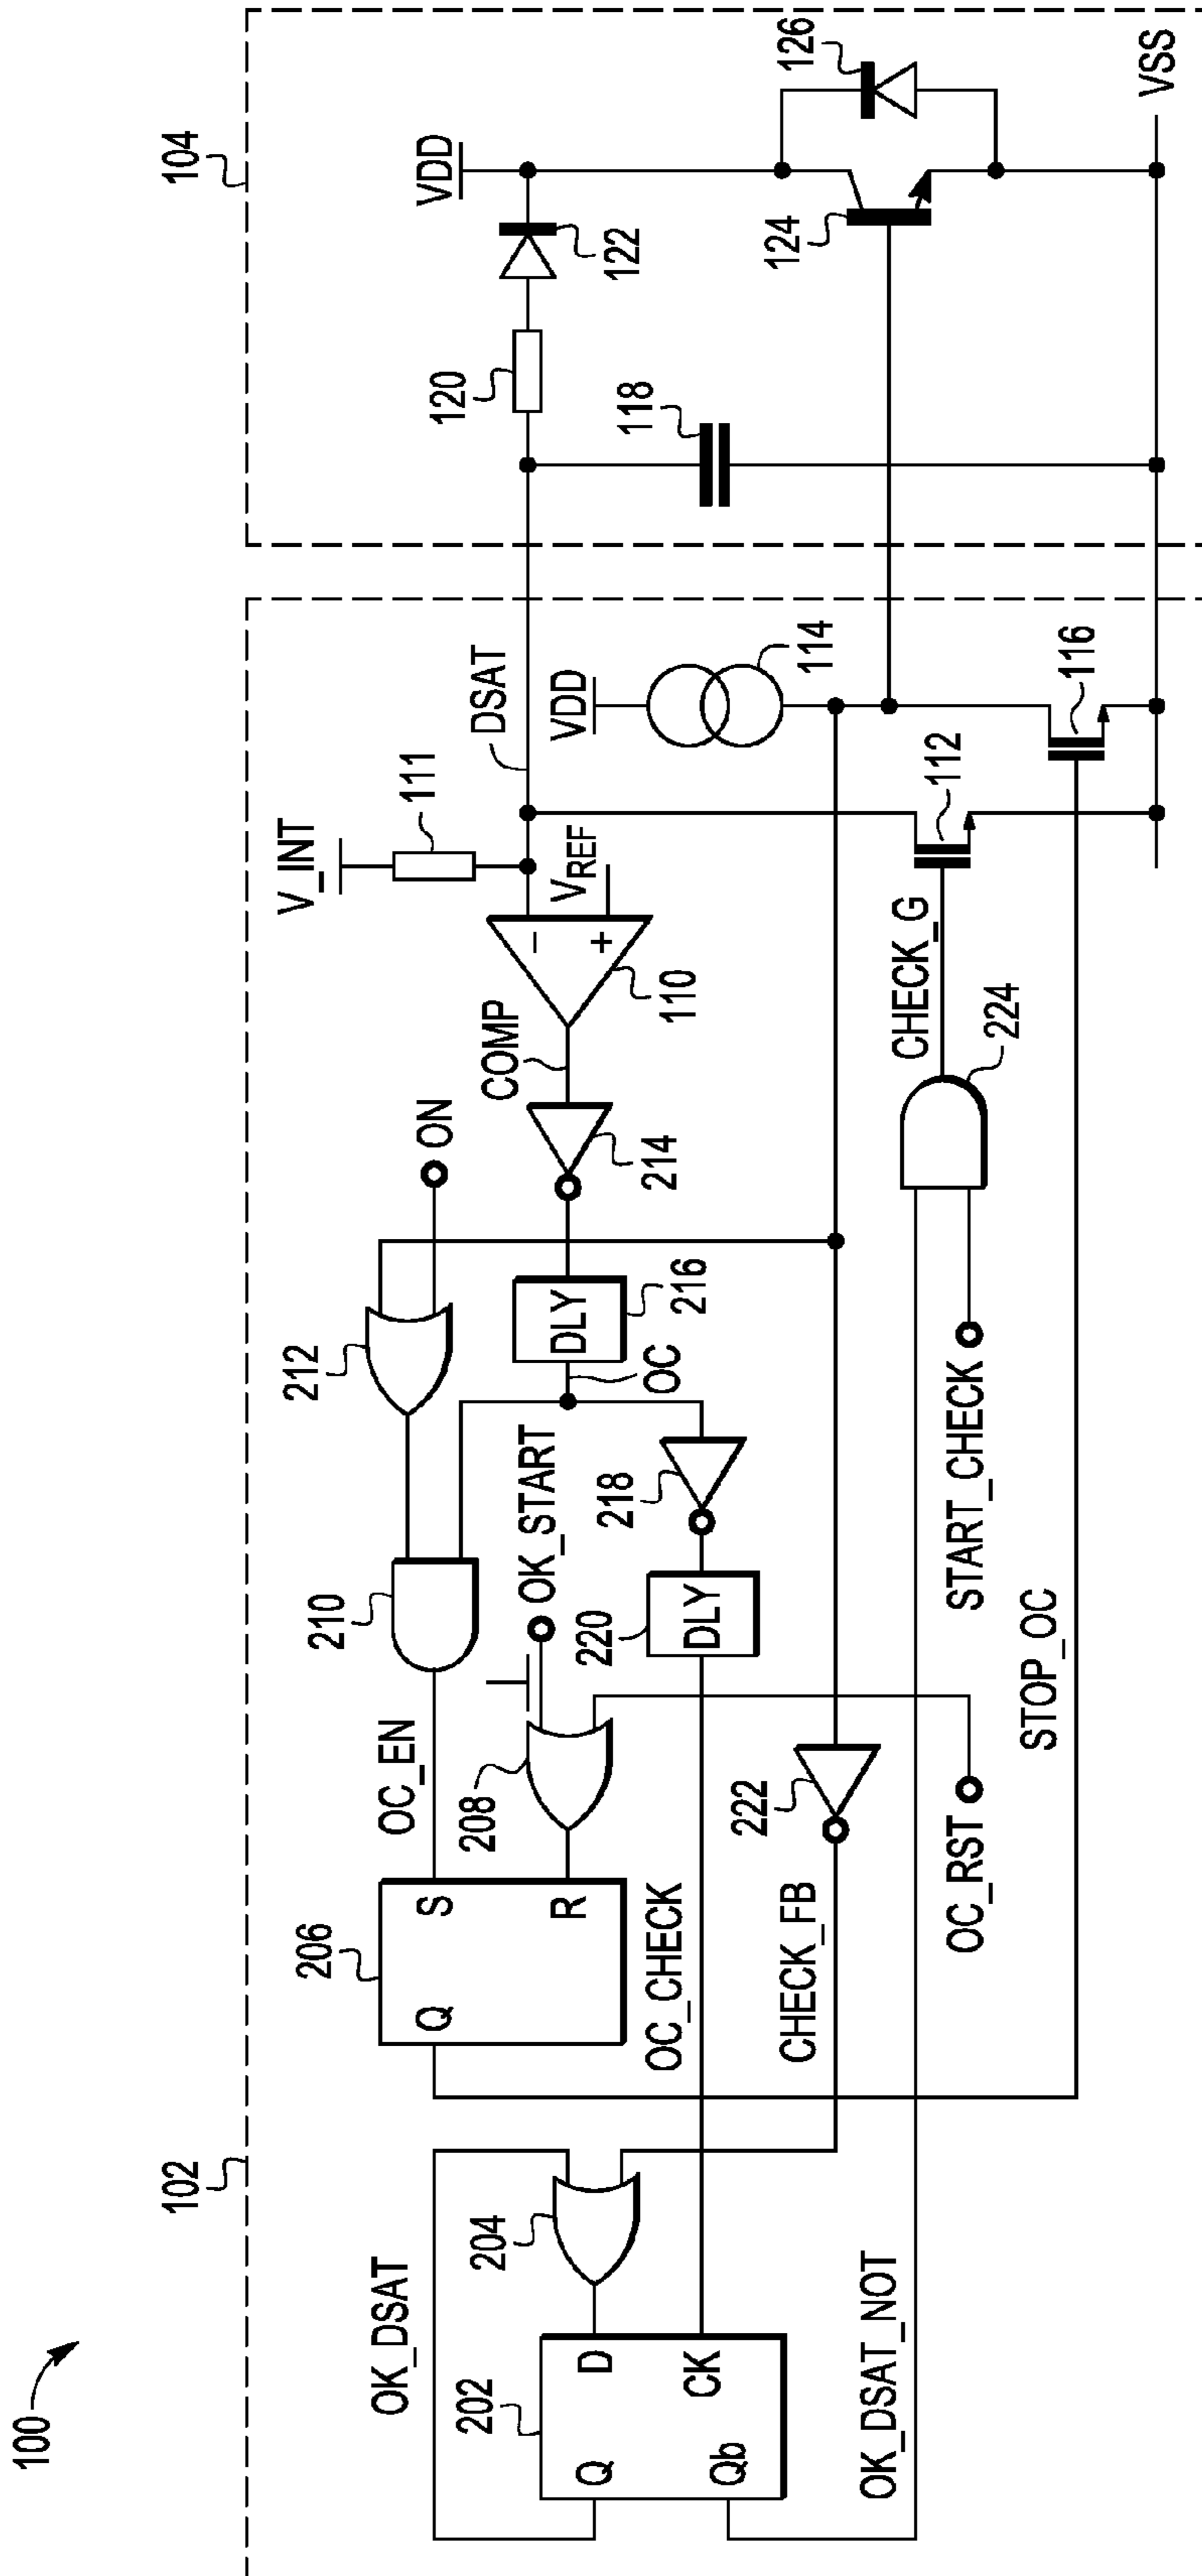 100
102
104
OK_DSAT
204
202
D
Q
CK
Qb
OK_DSAT_NOT
206
Q
S
R
OC_EN
208
210
OK_START
212
ON
OC
DLY
216
214
218
220
DLY
OC_CHECK
222
CHECK_FB
OC_RST
START_CHECK
STOP_OC
COMP
110
−
+
VREF
V_INT
111
DSAT
VDD
114
CHECK_G
224
112
116
120
122
118
VDD
124
126
VSS